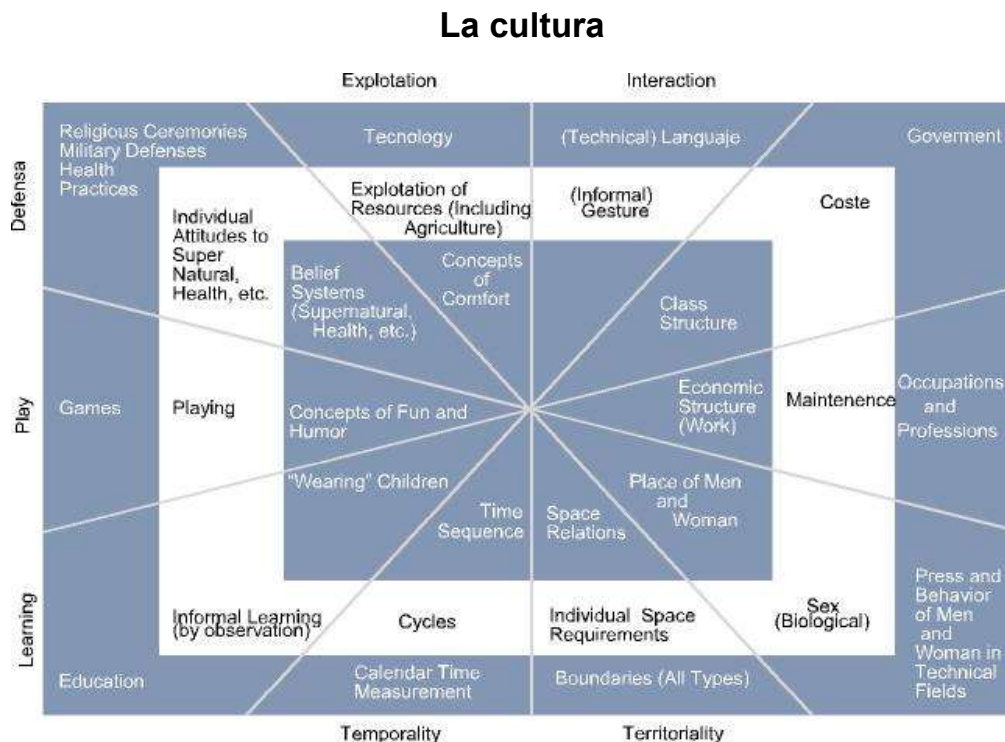 La cultura
Explotation
Interaction
Defensa
Play
Learning
Religious Ceremonies
Military Defenses
Health
Practices
Tecnology
(Technical) Languaje
Goverment
Individual
Attitudes to
Super
Natural,
Health, etc.
Explotation of
Resources (Including
Agriculture)
(Informal)
Gesture
Coste
Belief
Systems
(Supernatural,
Health, etc.)
Concepts
of
Comfort
Class
Structure
Games
Playing
Concepts of Fun and
Humor
Economic
Structure
(Work)
Maintenence
Occupations
and
Professions
"Wearing" Children
Time
Sequence
Space
Relations
Place of Men
and
Woman
Informal Learning
(by observation)
Cycles
Individual Space
Requirements
Sex
(Biological)
Press and
Behavior
of Men
and
Woman in
Technical
Fields
Education
Calendar Time
Measurement
Boundaries (All Types)
Temporality
Territoriality